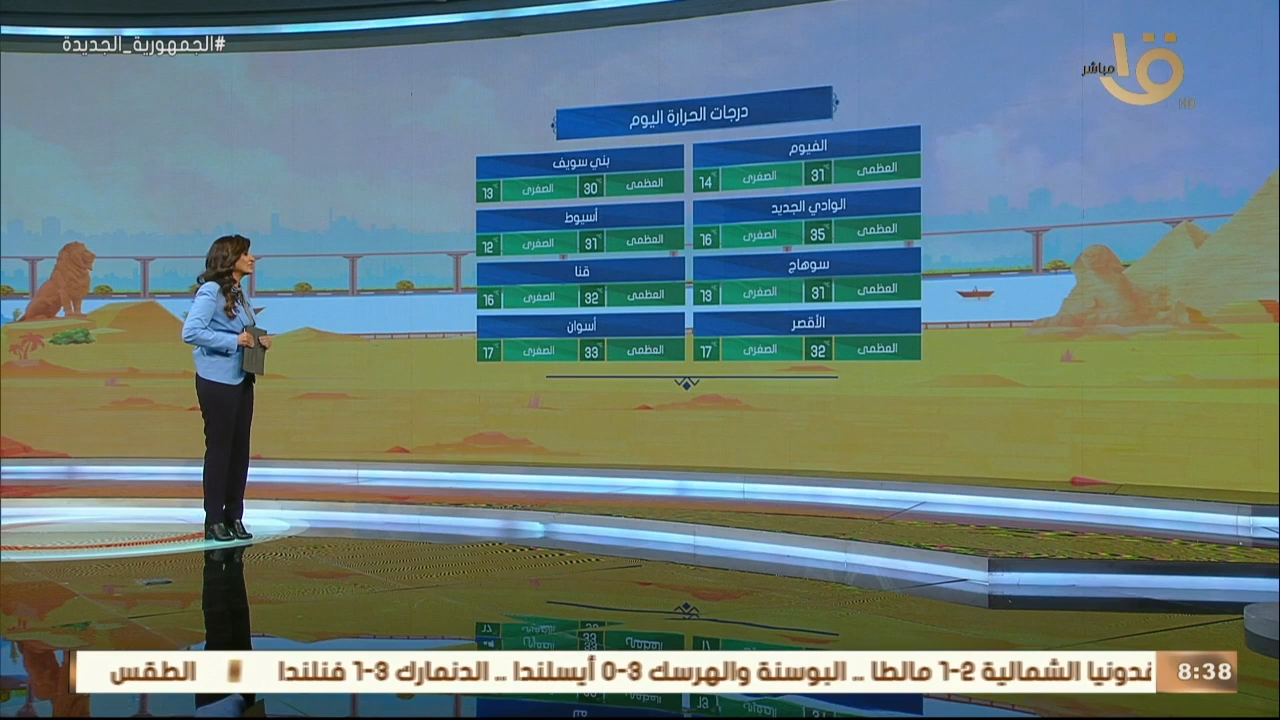 #الجمهورية_الجديدة
مباشر
HD
درجات الحرارة اليوم
الفيوم
العظمى 31 الصغرى 14
بني سويف
العظمى 30 الصغرى 13
الوادي الجديد
العظمى 35 الصغرى 16
أسيوط
العظمى 31 الصغرى 12
سوهاج
العظمى 31 الصغرى 13
قنا
العظمى 32 الصغرى 16
الأقصر
العظمى 32 الصغرى 17
أسوان
العظمى 33 الصغرى 17
8:38
قدونيا الشمالية 2-1 مالطا .. البوسنة والهرسك 3-0 أيسلندا .. الدنمارك 3-1 فنلندا
الطقس